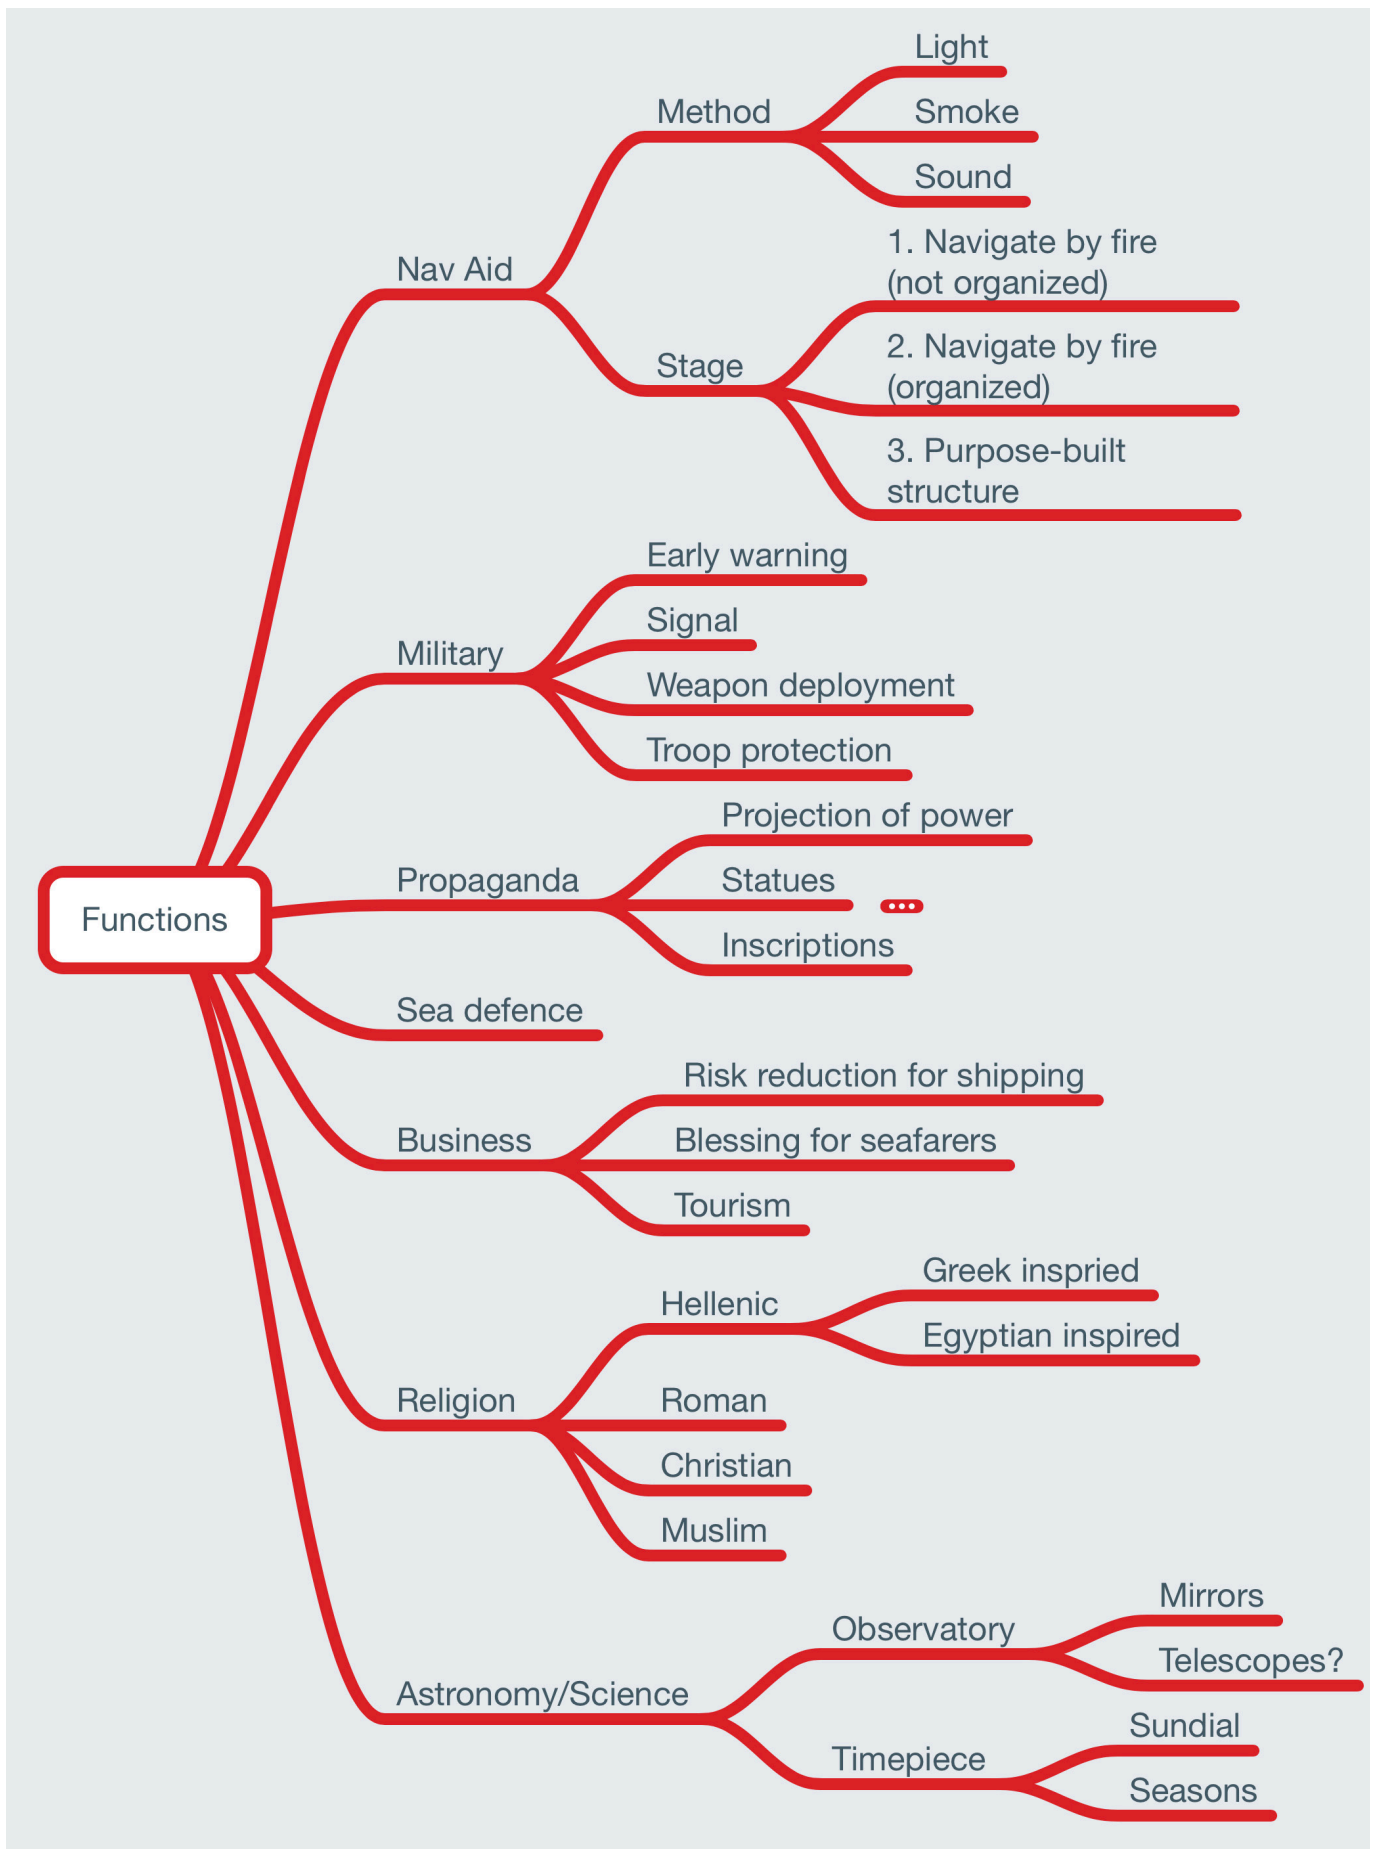 Light
Method
Smoke
Sound
1. Navigate by fire
(not organized)
Nav Aid
2. Navigate by fire
(organized)
Stage
3. Purpose-built
structure
Early warning
Signal
Military
Weapon deployment
Troop protection
Projection of power
Propaganda
Statues
Inscriptions
Functions
Sea defence
Risk reduction for shipping
Business
Blessing for seafarers
Tourism
Greek inspried
Hellenic
Egyptian inspired
Religion
Roman
Christian
Muslim
Mirrors
Observatory
Telescopes?
Astronomy/Science
Sundial
Timepiece
Seasons